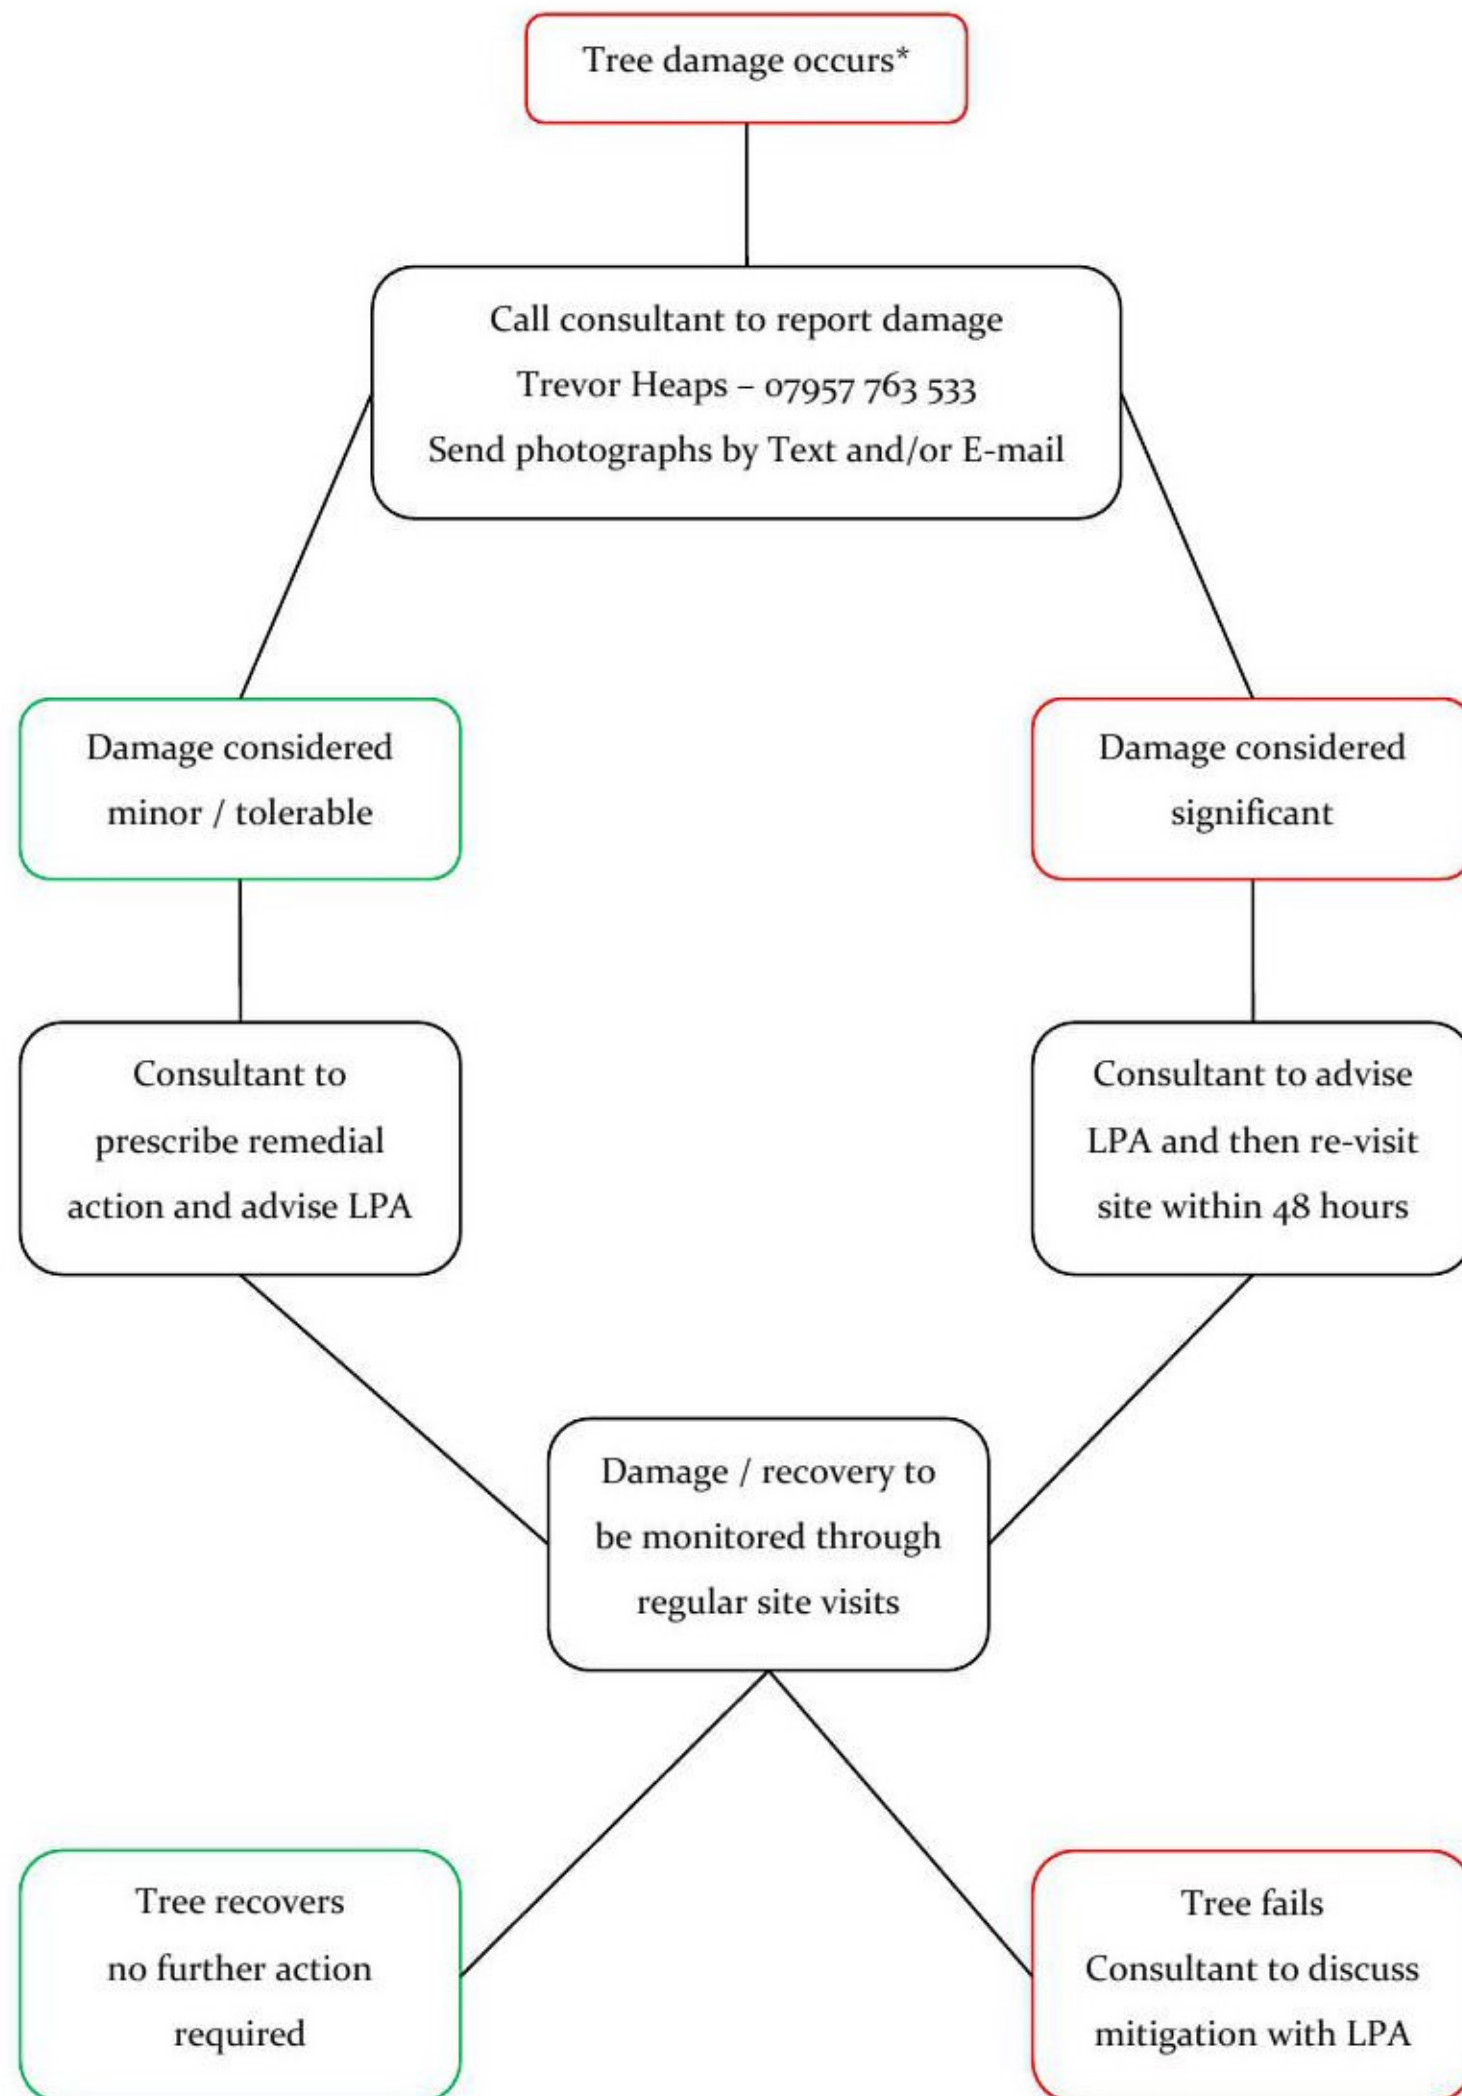 Tree damage occurs*
Call consultant to report damage
Trevor Heaps – 07957 763 533
Send photographs by Text and/or E-mail
Damage considered
minor / tolerable
Damage considered
significant
Consultant to
prescribe remedial
action and advise LPA
Consultant to advise
LPA and then re-visit
site within 48 hours
Damage / recovery to
be monitored through
regular site visits
Tree recovers
no further action
required
Tree fails
Consultant to discuss
mitigation with LPA